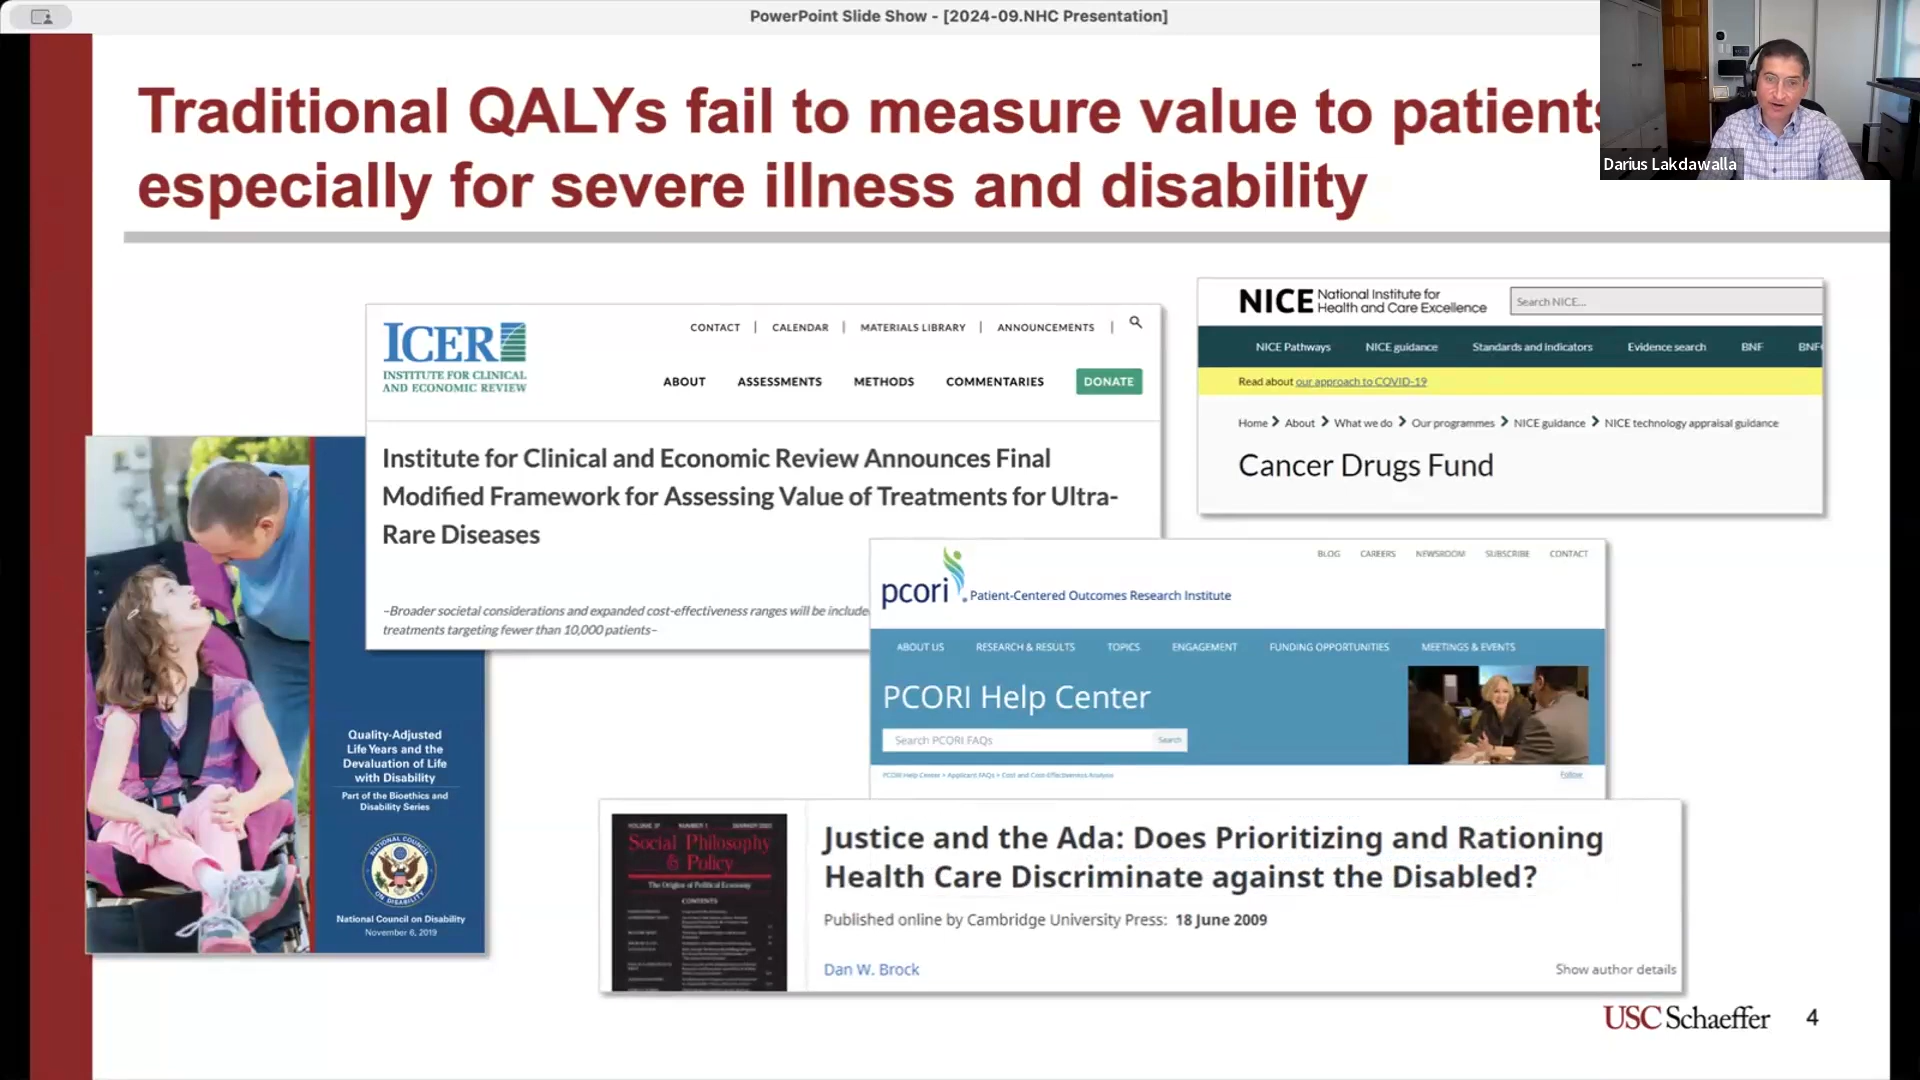 PowerPoint Slide Show - [2024-09.NHC Presentation]
Darius Lakdawalla
Traditional QALYs fail to measure value to patients
especially for severe illness and disability
ICER
INSTITUTE FOR CLINICAL
AND ECONOMIC REVIEW
CONTACT | CALENDAR | MATERIALS LIBRARY | ANNOUNCEMENTS |
ABOUT ASSESSMENTS METHODS COMMENTARIES DONATE
Institute for Clinical and Economic Review Announces Final
Modified Framework for Assessing Value of Treatments for Ultra-
Rare Diseases
–Broader societal considerations and expanded cost-effectiveness ranges will be include
treatments targeting fewer than 10,000 patients–
NICE National Institute for
Health and Care Excellence
Search NICE...
NICE Pathways NICE guidance Standards and indicators Evidence search BNF BNF
Read about our approach to COVID-19
Home > About > What we do > Our programmes > NICE guidance > NICE technology appraisal guidance
Cancer Drugs Fund
Quality-Adjusted
Life Years and the
Devaluation of Life
with Disability
Part of the Bioethics and
Disability Series
NATIONAL COUNCIL
ON DISABILITY
National Council on Disability
November 6, 2019
BLOG CAREERS NEWSROOM SUBSCRIBE CONTACT
pcori. Patient-Centered Outcomes Research Institute
ABOUT US RESEARCH & RESULTS TOPICS ENGAGEMENT FUNDING OPPORTUNITIES MEETINGS & EVENTS
PCORI Help Center
Search PCORI FAQs Search
PCORI Help Center > Applicant FAQs > Cost and Cost-Effectiveness Analysis Follow
Social Philosophy
& Policy
The Origins of Political Economy
CONTENTS
Justice and the Ada: Does Prioritizing and Rationing
Health Care Discriminate against the Disabled?
Published online by Cambridge University Press: 18 June 2009
Dan W. Brock
Show author details
USC Schaeffer 4